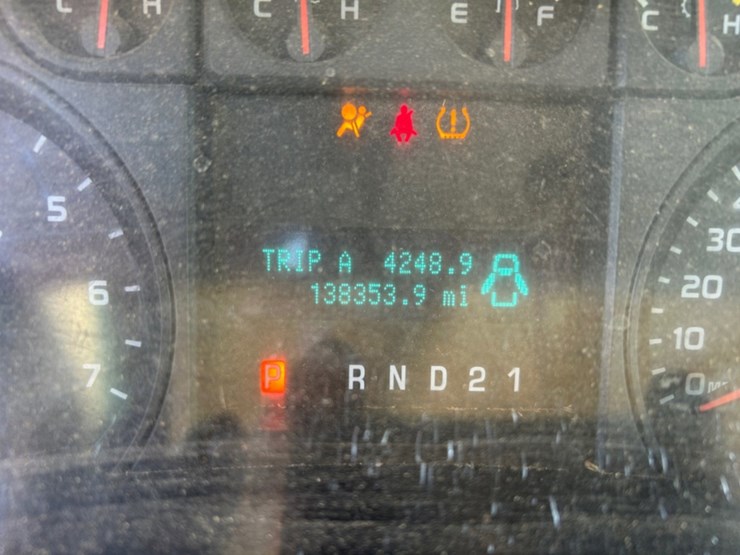 C H
C H
E F
C H
5
6
7
TRIP A 4248.9
138353.9 mi
P R N D 2 1
30
20
10
0